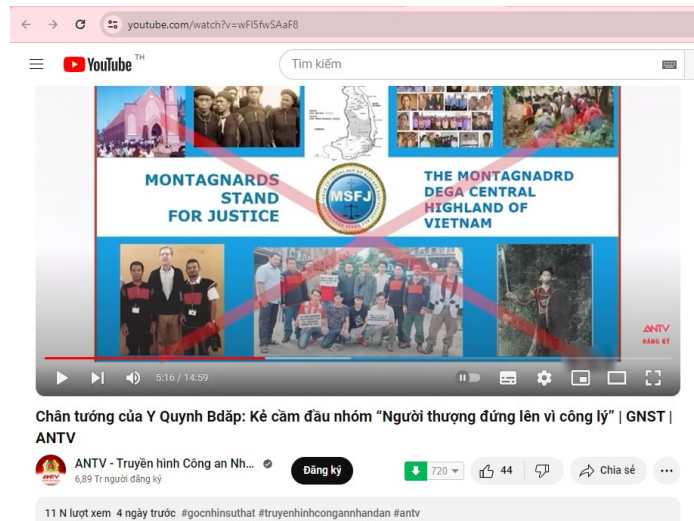 youtube.com/watch?v=wFI5fwSAaF8
YouTube TH
Tìm kiếm
MONTAGNARDS
STAND
FOR JUSTICE
MSFJ
THE MONTAGNADRD
DEGA CENTRAL
HIGHLAND OF
VIETNAM
ANTV
ĐĂNG KÝ
5:16 / 14:59
Chân tướng của Y Quynh Bdăp: Kẻ cầm đầu nhóm “Người thượng đứng lên vì công lý” | GNST |
ANTV
ANTV - Truyền hình Công an Nh...
6,89 Tr người đăng ký
Đăng ký
720
44
Chia sẻ
11 N lượt xem 4 ngày trước #gocnhinsuthat #truyenhinhcongannhandan #antv